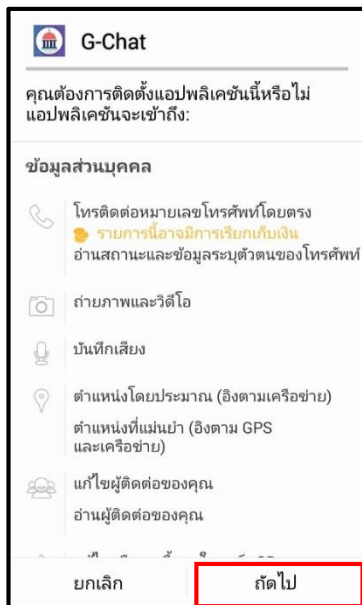 G-Chat
คุณต้องการติดตั้งแอปพลิเคชันนี้หรือไม่
แอปพลิเคชันจะเข้าถึง:
ข้อมูลส่วนบุคคล
โทรติดต่อหมายเลขโทรศัพท์โดยตรง
รายการนี้อาจมีการเรียกเก็บเงิน
อ่านสถานะและข้อมูลระบุตัวตนของโทรศัพท์
ถ่ายภาพและวิดีโอ
บันทึกเสียง
ตำแหน่งโดยประมาณ (อิงตามเครือข่าย)
ตำแหน่งที่แม่นยำ (อิงตาม GPS
และเครือข่าย)
แก้ไขผู้ติดต่อของคุณ
อ่านผู้ติดต่อของคุณ
ยกเลิก
ถัดไป